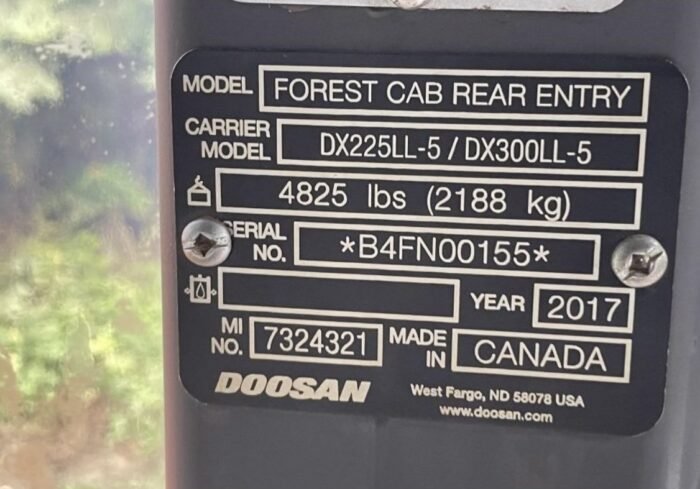 MODEL FOREST CAB REAR ENTRY
CARRIER MODEL DX225LL-5 / DX300LL-5
4825 lbs (2188 kg)
SERIAL NO. *B4FN00155*
YEAR 2017
MI NO. 7324321 MADE IN CANADA
DOOSAN
West Fargo, ND 58078 USA
www.doosan.com